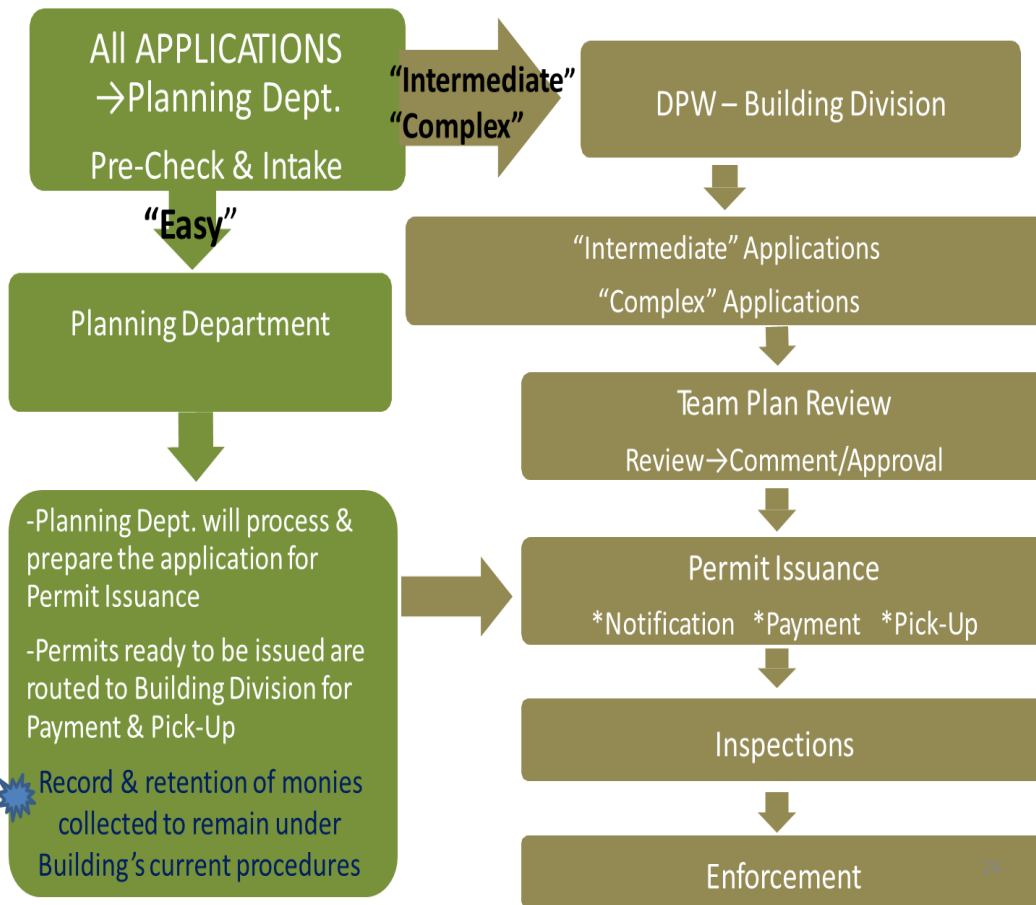 All APPLICATIONS
→Planning Dept.
Pre-Check & Intake
“Intermediate”
“Complex”
DPW – Building Division
“Easy”
“Intermediate” Applications
“Complex” Applications
Planning Department
Team Plan Review
Review→Comment/Approval
-Planning Dept. will process &
prepare the application for
Permit Issuance
-Permits ready to be issued are
routed to Building Division for
Payment & Pick-Up
Record & retention of monies
collected to remain under
Building’s current procedures
Permit Issuance
*Notification *Payment *Pick-Up
Inspections
Enforcement